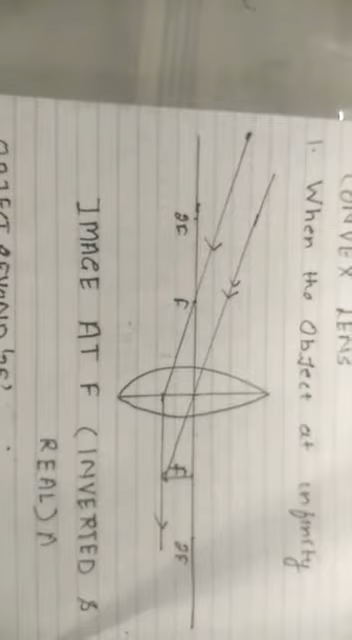 CONVEX LENS
1. When the Object at infinity
2F F F 2F
IMAGE AT F (INVERTED &
REAL)